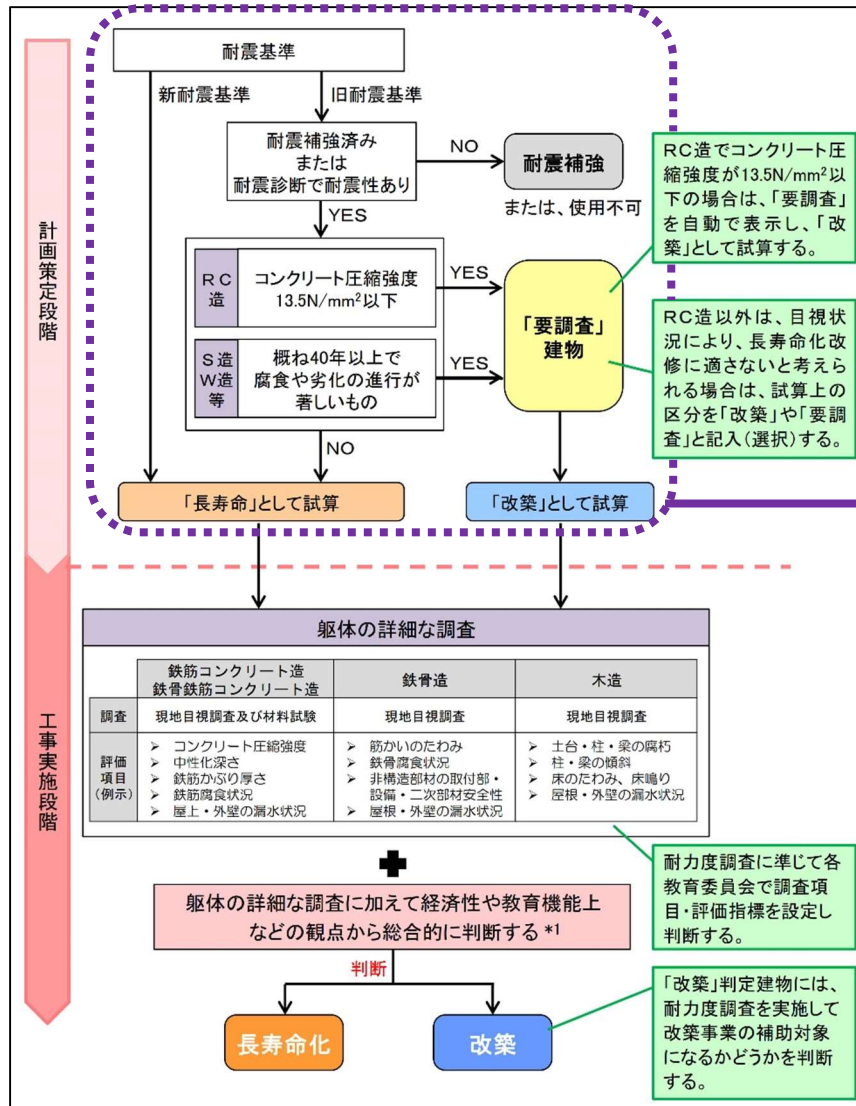 耐震基準
新耐震基準
旧耐震基準
耐震補強済み
または
耐震診断で耐震性あり
NO
耐震補強
または、使用不可
YES
RC造でコンクリート圧
縮強度が13.5N/mm²以
下の場合は、「要調査」
を自動で表示し、「改
築」として試算する。
計画策定段階
RC
造
コンクリート圧縮強度
13.5N/mm²以下
YES
「要調査」
建物
S造
W造
等
概ね40年以上で
腐食や劣化の進行が
著しいもの
YES
RC造以外は、目視状
況により、長寿命化改
修に適さないと考えら
れる場合は、試算上の
区分を「改築」や「要調
査」と記入(選択)する。
NO
「長寿命」として試算
「改築」として試算
工事実施段階
躯体の詳細な調査
鉄筋コンクリート造
鉄骨鉄筋コンクリート造
鉄骨造
木造
調査
現地目視調査及び材料試験
現地目視調査
現地目視調査
評価
項目
(例示)
➢ コンクリート圧縮強度
➢ 中性化深さ
➢ 鉄筋かぶり厚さ
➢ 鉄筋腐食状況
➢ 屋上・外壁の漏水状況
➢ 筋かいのたわみ
➢ 鉄骨腐食状況
➢ 非構造部材の取付部・
設備・二次部材安全性
➢ 屋根・外壁の漏水状況
➢ 土台・柱・梁の腐朽
➢ 柱・梁の傾斜
➢ 床のたわみ、床鳴り
➢ 屋根・外壁の漏水状況
耐力度調査に準じて各
教育委員会で調査項
目・評価指標を設定し
判断する。
躯体の詳細な調査に加えて経済性や教育機能上
などの観点から総合的に判断する *1
判断
長寿命化
改築
「改築」判定建物には、
耐力度調査を実施して
改築事業の補助対象
になるかどうかを判断
する。